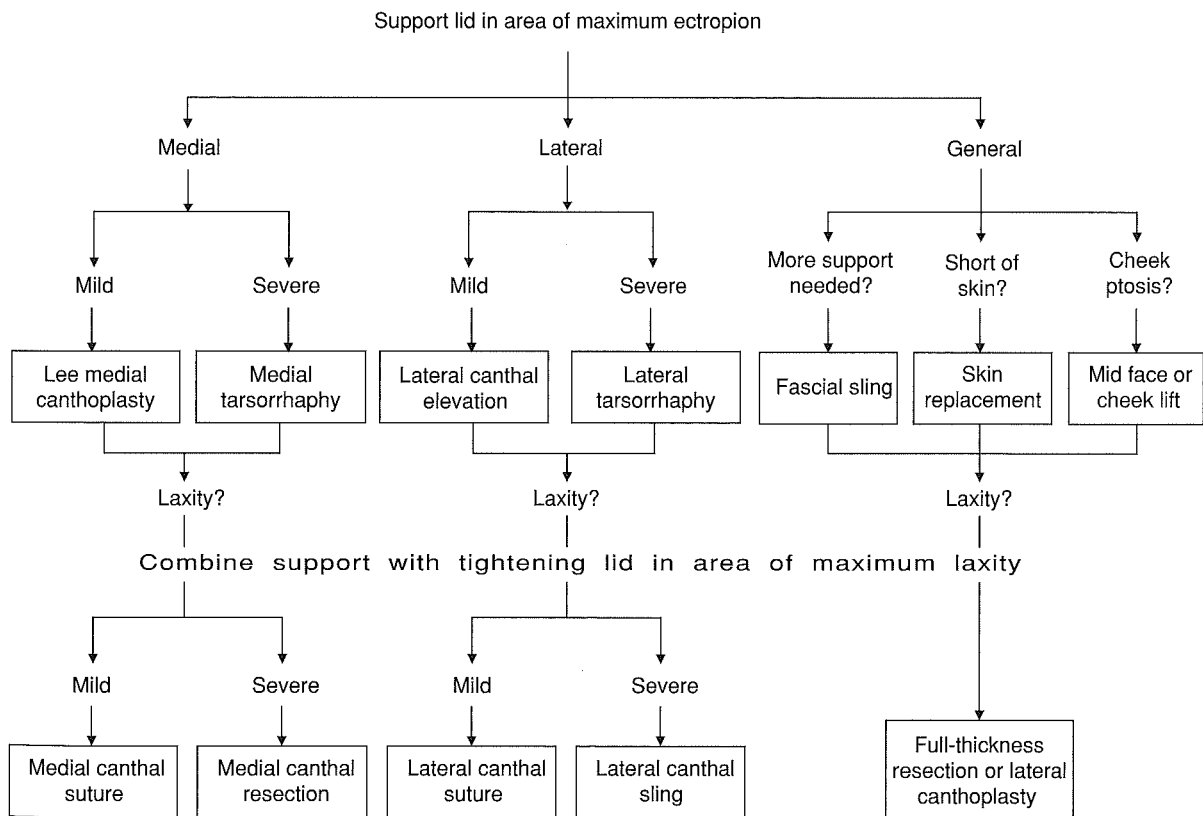 Support lid in area of maximum ectropion
Medial
Lateral
General
Mild
Severe
Mild
Severe
More support
needed?
Short of
skin?
Cheek
ptosis?
Lee medial
canthoplasty
Medial
tarsorrhaphy
Lateral canthal
elevation
Lateral
tarsorrhaphy
Fascial sling
Skin
replacement
Mid face or
cheek lift
Laxity?
Laxity?
Laxity?
Combine support with tightening lid in area of maximum laxity
Mild
Severe
Mild
Severe
Medial canthal
suture
Medial canthal
resection
Lateral canthal
suture
Lateral canthal
sling
Full-thickness
resection or lateral
canthoplasty